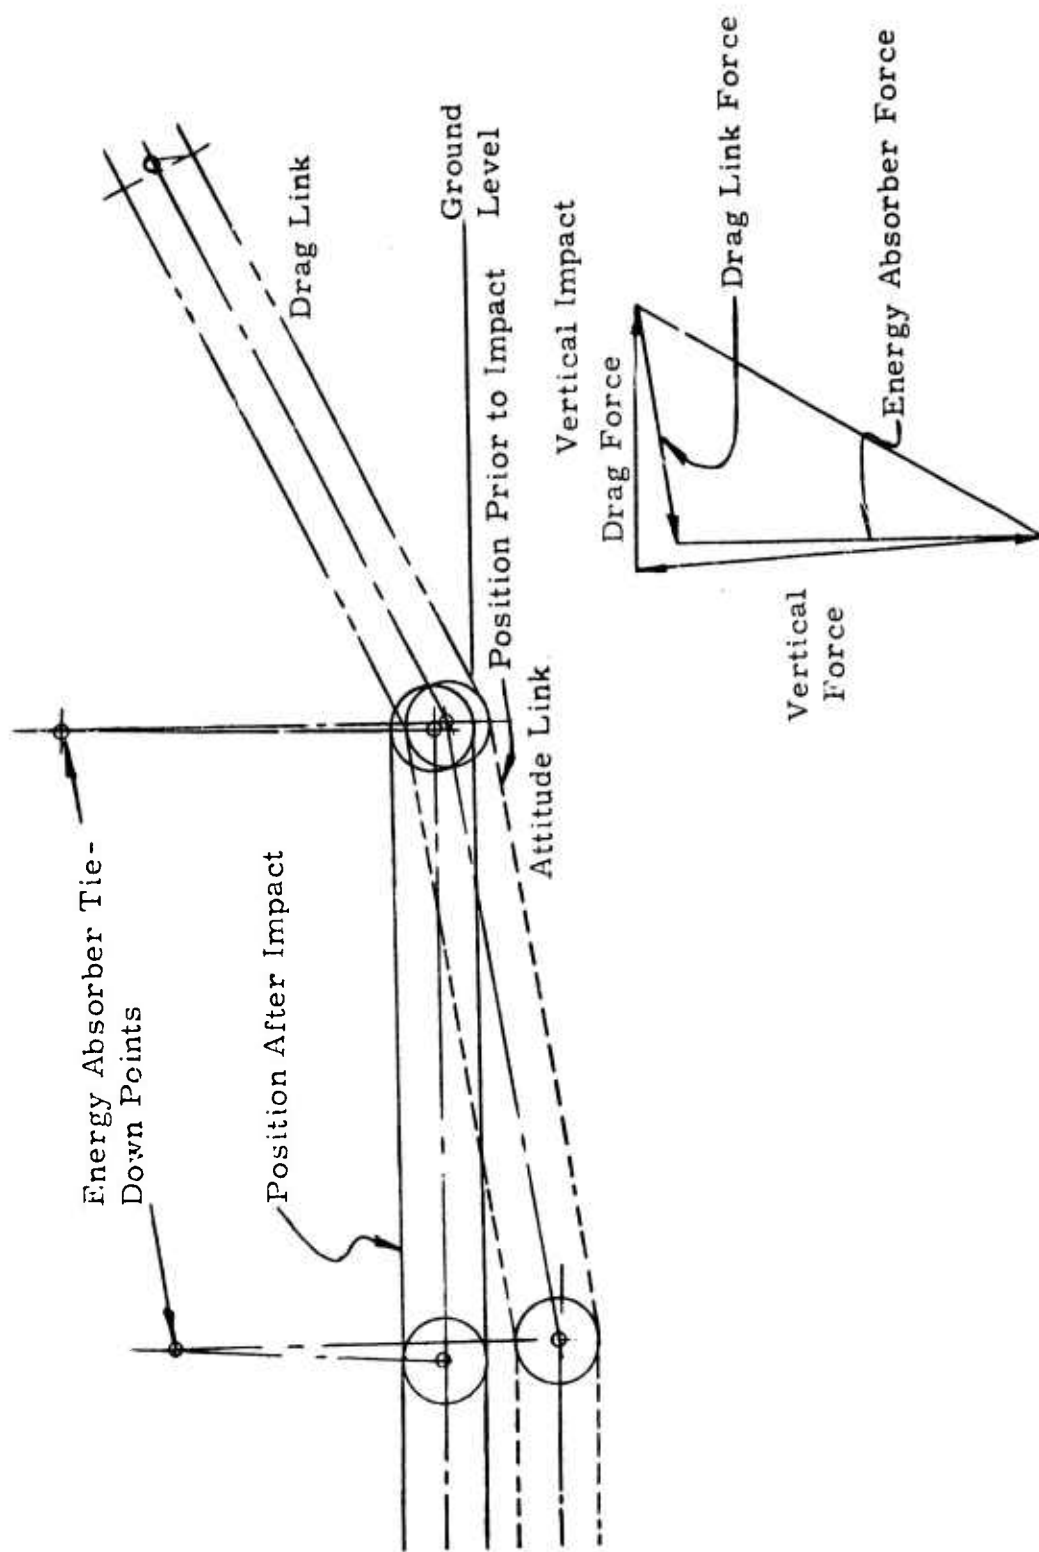 Energy Absorber Tie-
Down Points
Position After Impact
Drag Link
Ground
Level
Position Prior to Impact
Attitude Link
Vertical Impact
Drag Force
Drag Link Force
Vertical
Force
Energy Absorber Force